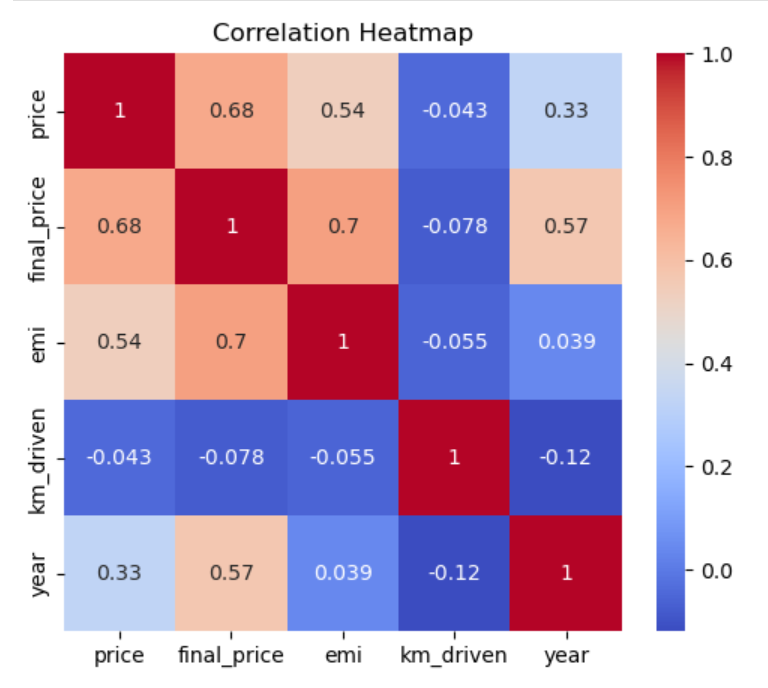 Correlation Heatmap
price 1 0.68 0.54 -0.043 0.33
final_price 0.68 1 0.7 -0.078 0.57
emi 0.54 0.7 1 -0.055 0.039
km_driven -0.043 -0.078 -0.055 1 -0.12
year 0.33 0.57 0.039 -0.12 1
price final_price emi km_driven year
1.0
0.8
0.6
0.4
0.2
0.0